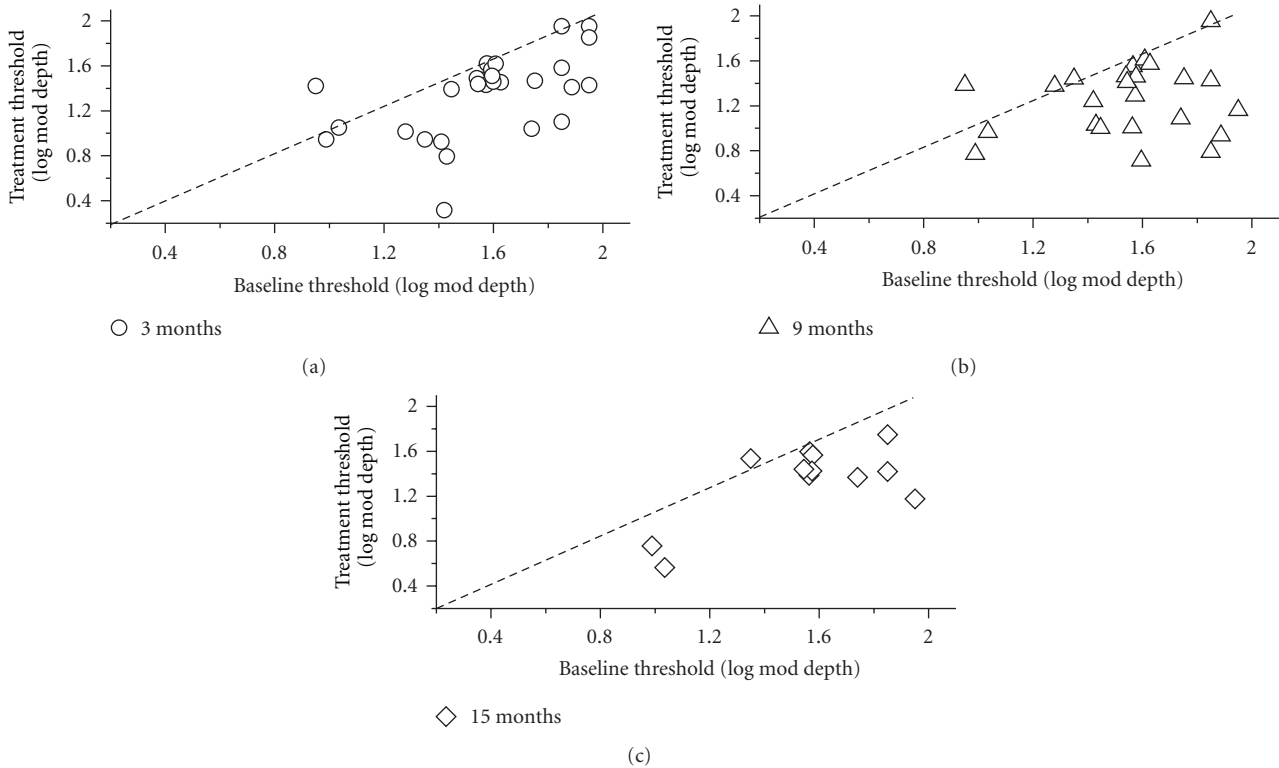 Treatment threshold
(log mod depth)
2
1.6
1.2
0.8
0.4
0.4
0.8
1.2
1.6
2
Baseline threshold (log mod depth)
3 months
(a)
Treatment threshold
(log mod depth)
2
1.6
1.2
0.8
0.4
0.4
0.8
1.2
1.6
2
Baseline threshold (log mod depth)
9 months
(b)
Treatment threshold
(log mod depth)
2
1.6
1.2
0.8
0.4
0.4
0.8
1.2
1.6
2
Baseline threshold (log mod depth)
15 months
(c)